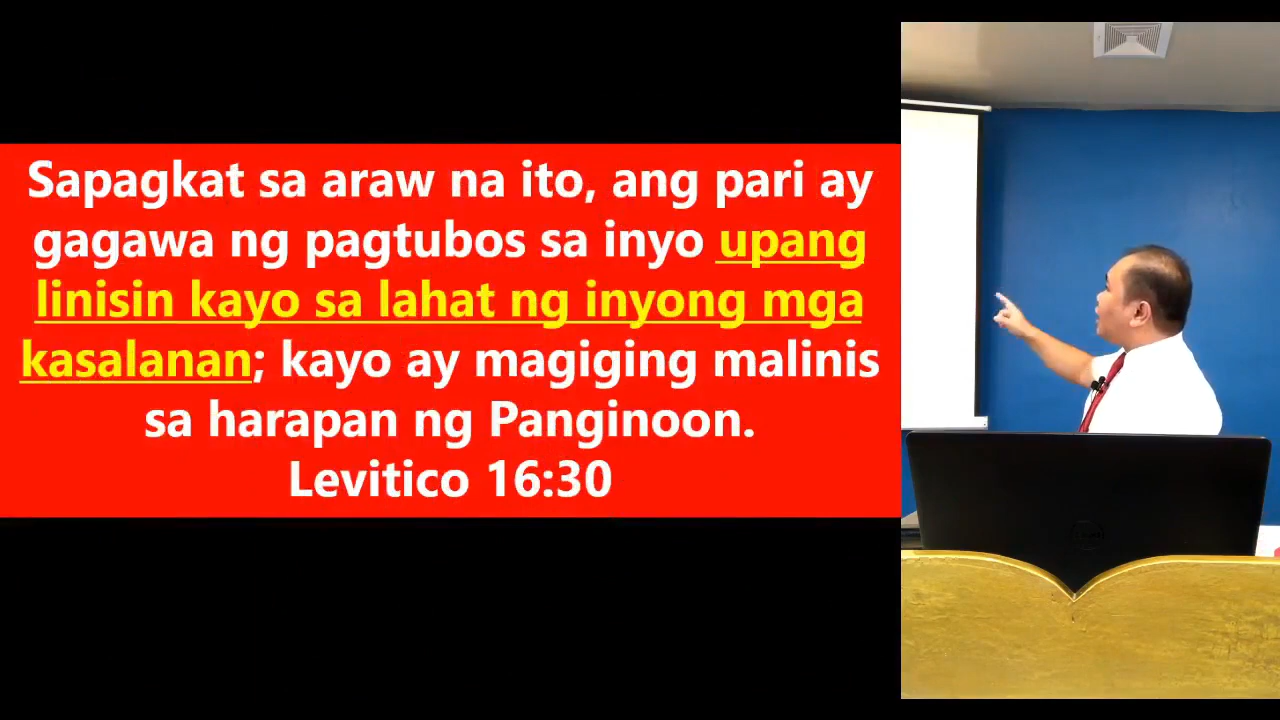 Sapagkat sa araw na ito, ang pari ay
gagawa ng pagtubos sa inyo upang
linisin kayo sa lahat ng inyong mga
kasalanan; kayo ay magiging malinis
sa harapan ng Panginoon.
Levitico 16:30